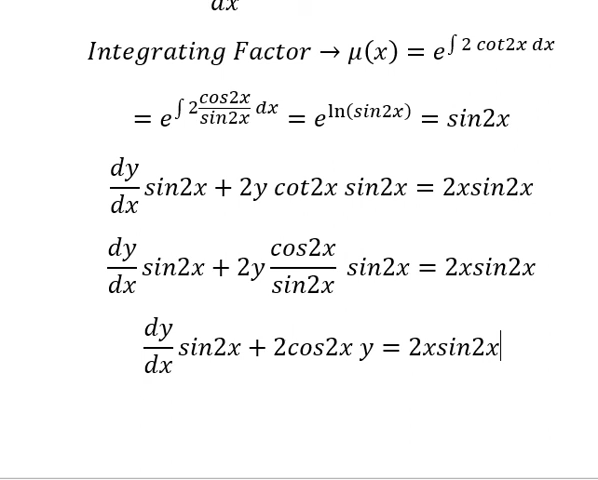 dx
Integrating Factor → μ(x) = e^∫ 2 cot2x dx
= e^∫ 2 cos2x/sin2x dx = e^ln(sin2x) = sin2x
dy/dx sin2x + 2y cot2x sin2x = 2xsin2x
dy/dx sin2x + 2y cos2x/sin2x sin2x = 2xsin2x
dy/dx sin2x + 2cos2x y = 2xsin2x